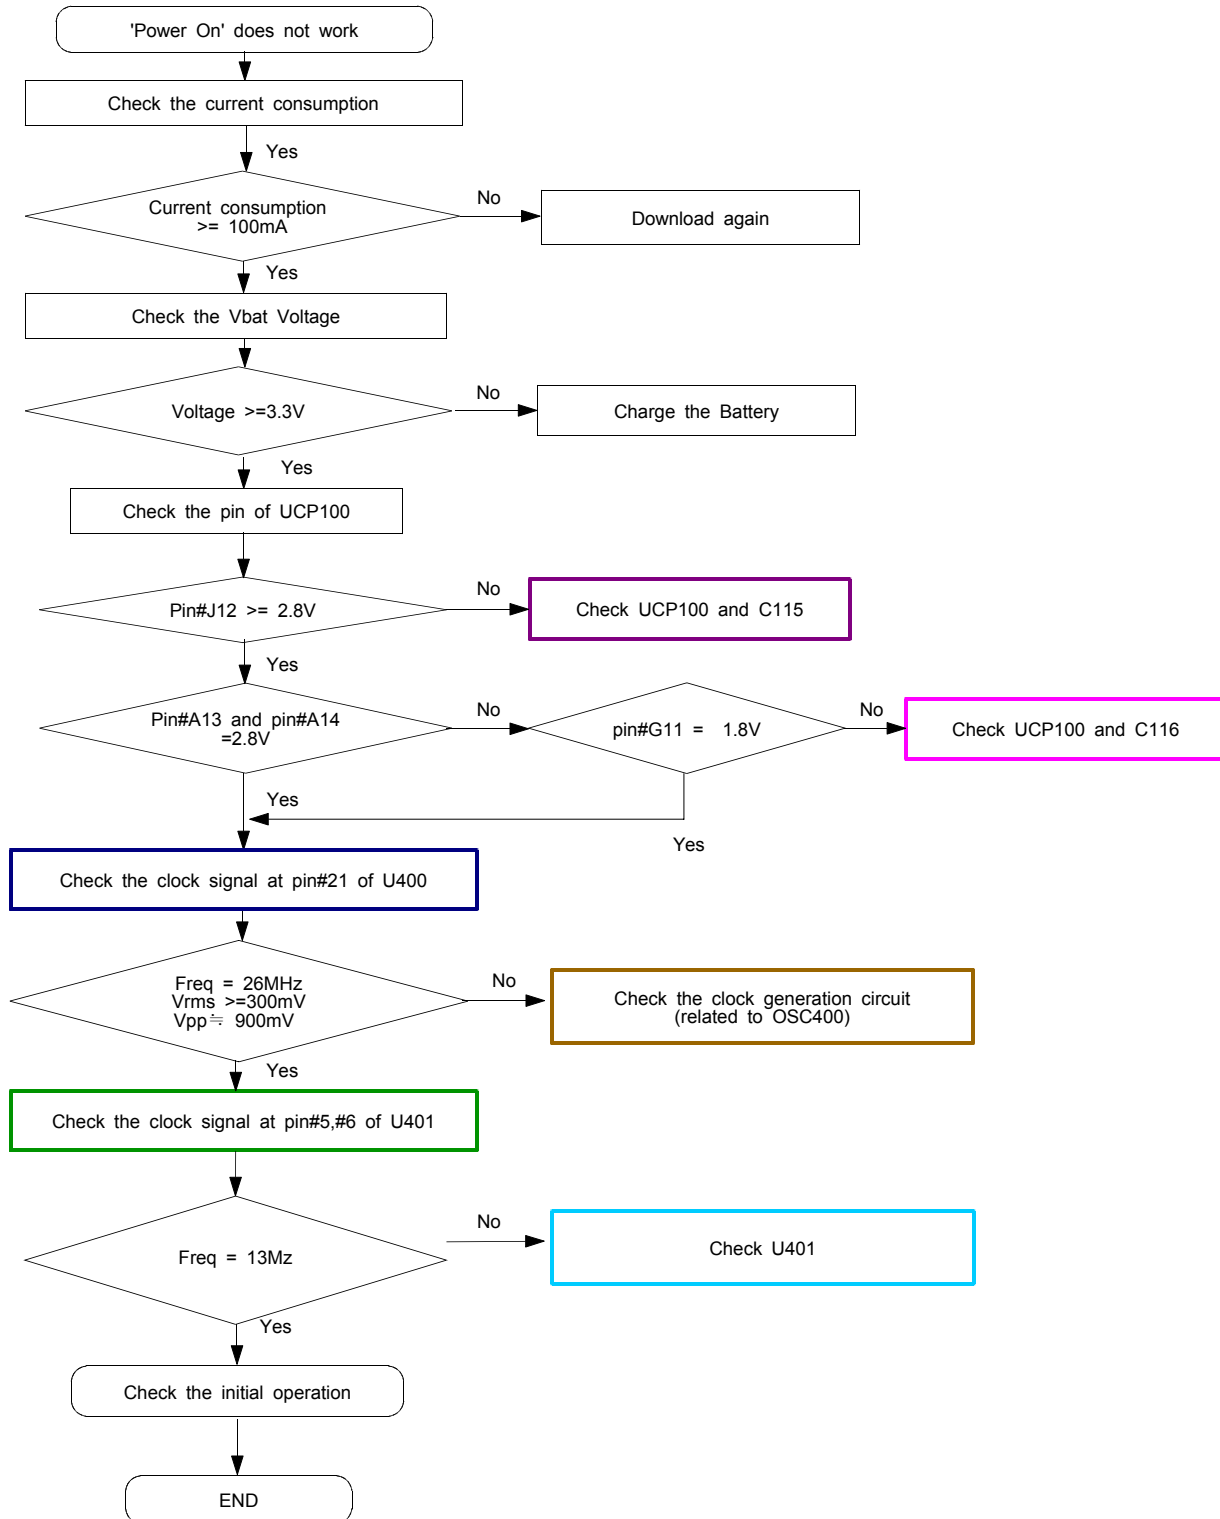 'Power On' does not work
Check the current consumption
Yes
Current consumption
>= 100mA
No
Download again
Yes
Check the Vbat Voltage
Voltage >=3.3V
No
Charge the Battery
Yes
Check the pin of UCP100
Pin#J12 >= 2.8V
No
Check UCP100 and C115
Yes
Pin#A13 and pin#A14
=2.8V
No
pin#G11 = 1.8V
No
Check UCP100 and C116
Yes
Yes
Check the clock signal at pin#21 of U400
Freq = 26MHz
Vrms >=300mV
Vpp≒ 900mV
No
Check the clock generation circuit
(related to OSC400)
Yes
Check the clock signal at pin#5,#6 of U401
Freq = 13Mz
No
Check U401
Yes
Check the initial operation
END